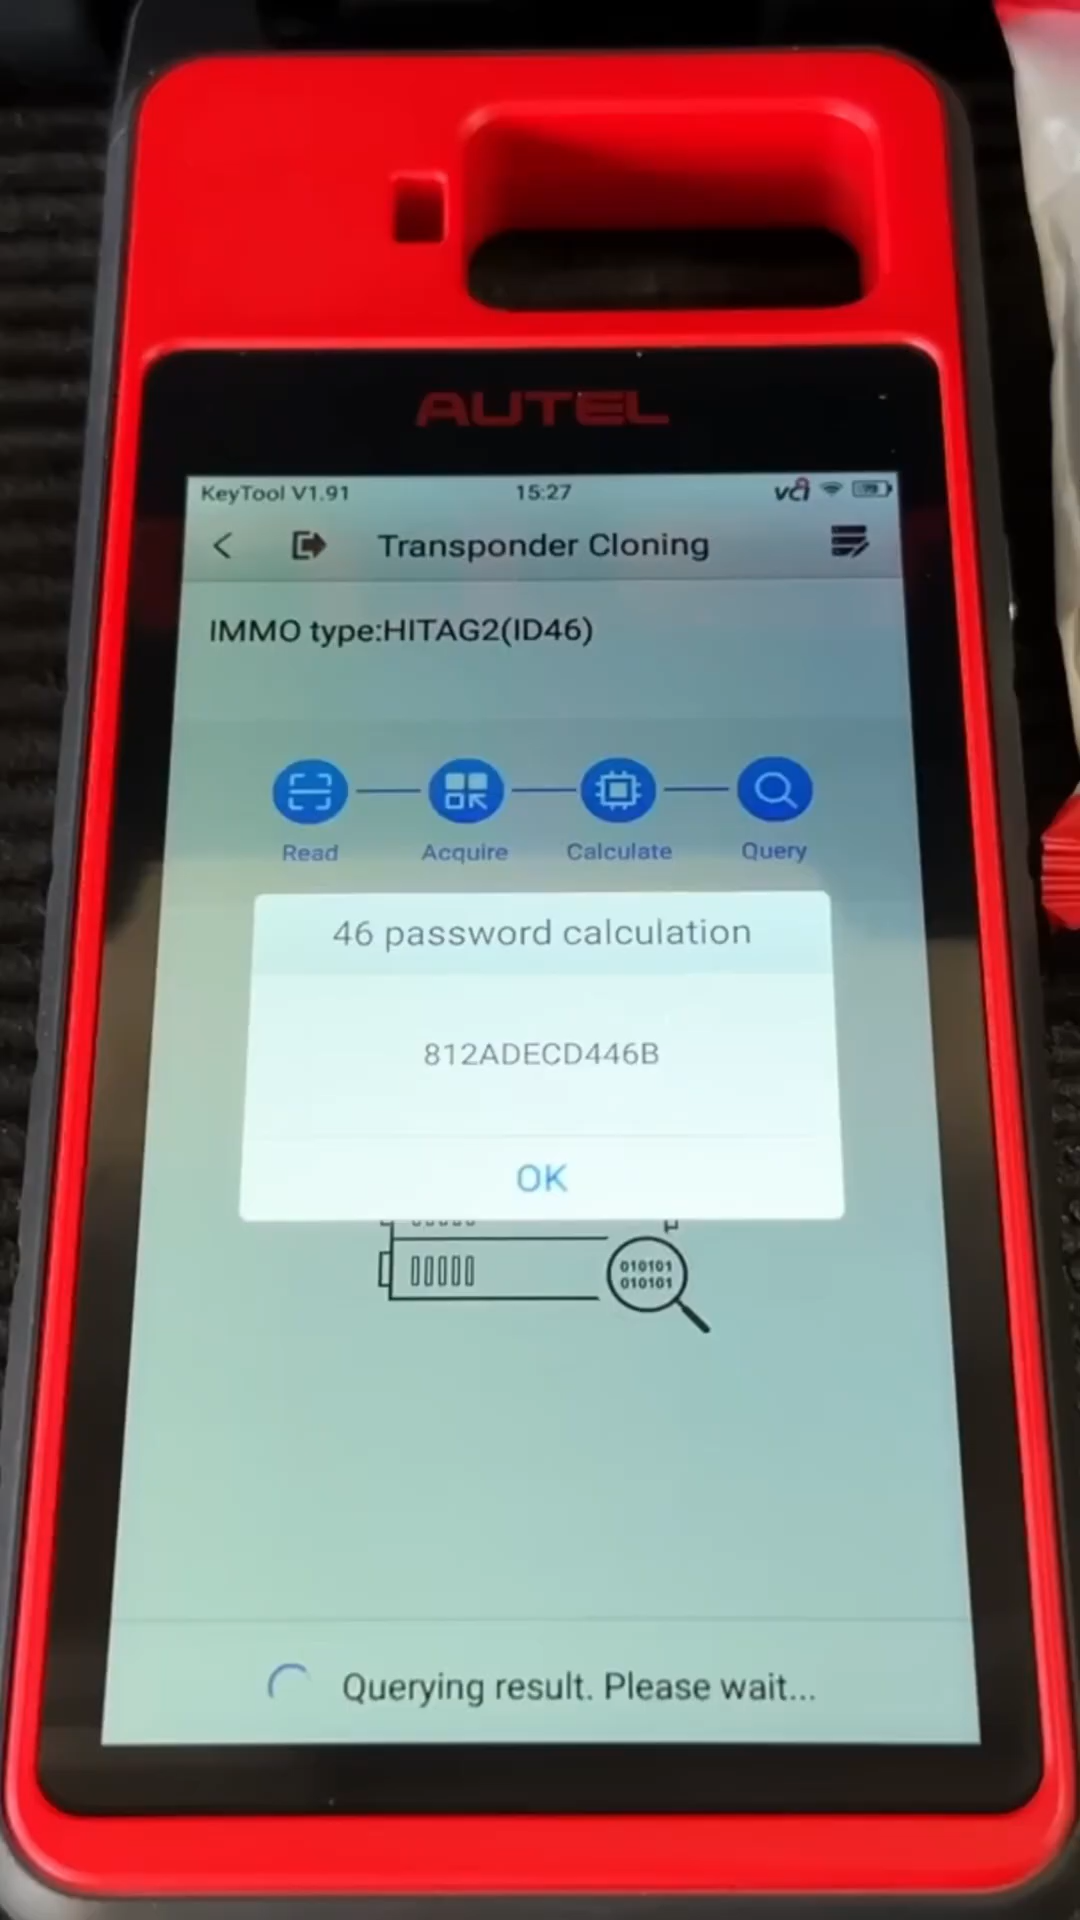 AUTEL
KeyTool V1.91 15:27 VCI
Transponder Cloning
IMMO type:HITAG2(ID46)
Read Acquire Calculate Query
46 password calculation
812ADECD446B
OK
010101
010101
Querying result. Please wait...